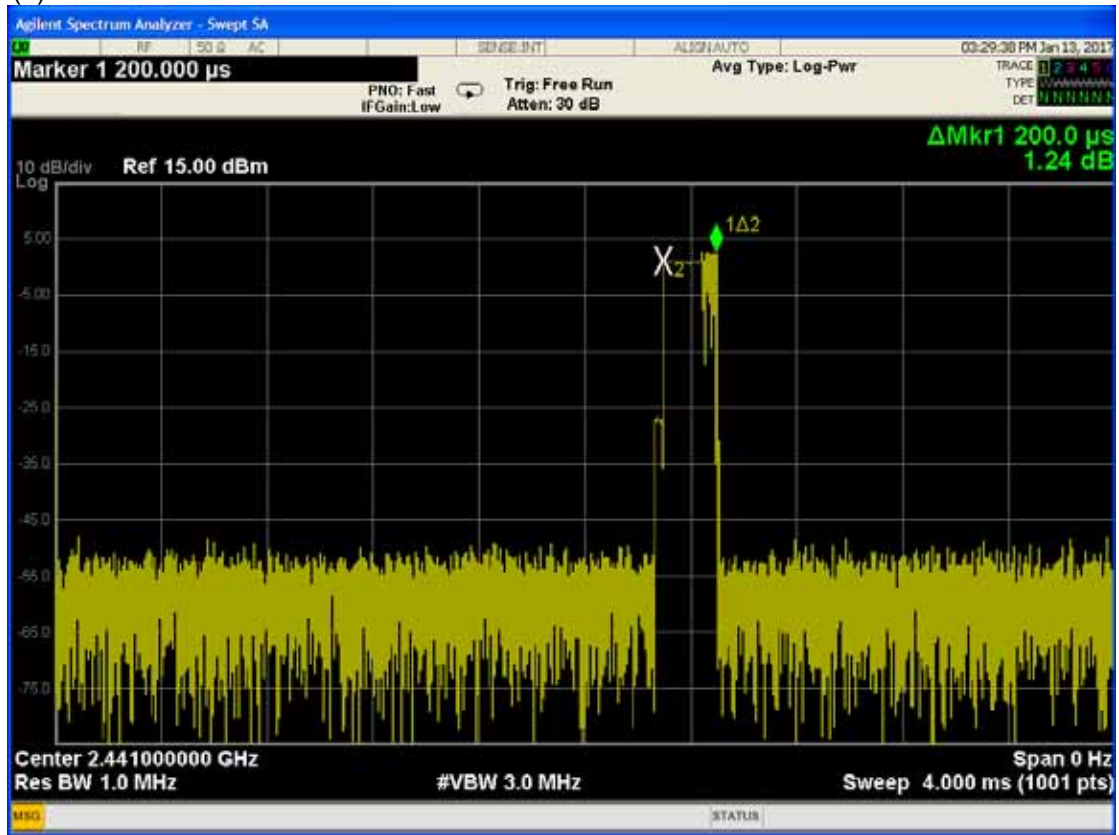 Agilent Spectrum Analyzer - Swept SA
RF 50 Ω AC SENSE:INT ALIGN AUTO 03:29:38 PM Jan 13, 2017
Marker 1 200.000 µs Avg Type: Log-Pwr TRACE 1 2 3 4 5
PNO: Fast Trig: Free Run TYPE
IFGain:Low Atten: 30 dB DET N N N N N N
ΔMkr1 200.0 µs
10 dB/div Ref 15.00 dBm 1.24 dB
Log
1Δ2
5.00
X2
-5.00
-15.0
-25.0
-35.0
-45.0
-55.0
-65.0
-75.0
Center 2.441000000 GHz Span 0 Hz
Res BW 1.0 MHz #VBW 3.0 MHz Sweep 4.000 ms (1001 pts)
MSG STATUS